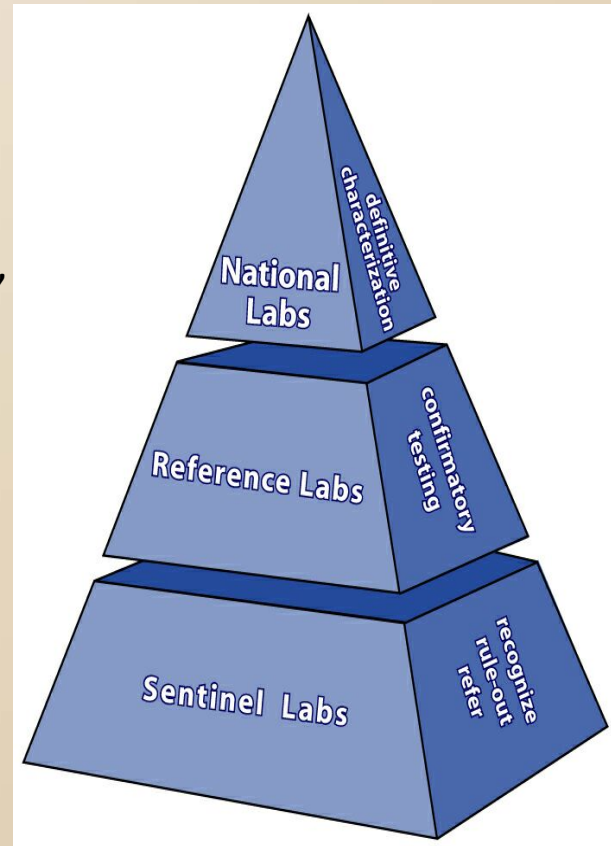 National
Labs
definitive
characterization
Reference Labs
confirmatory
testing
Sentinel Labs
recognize
rule-out
refer